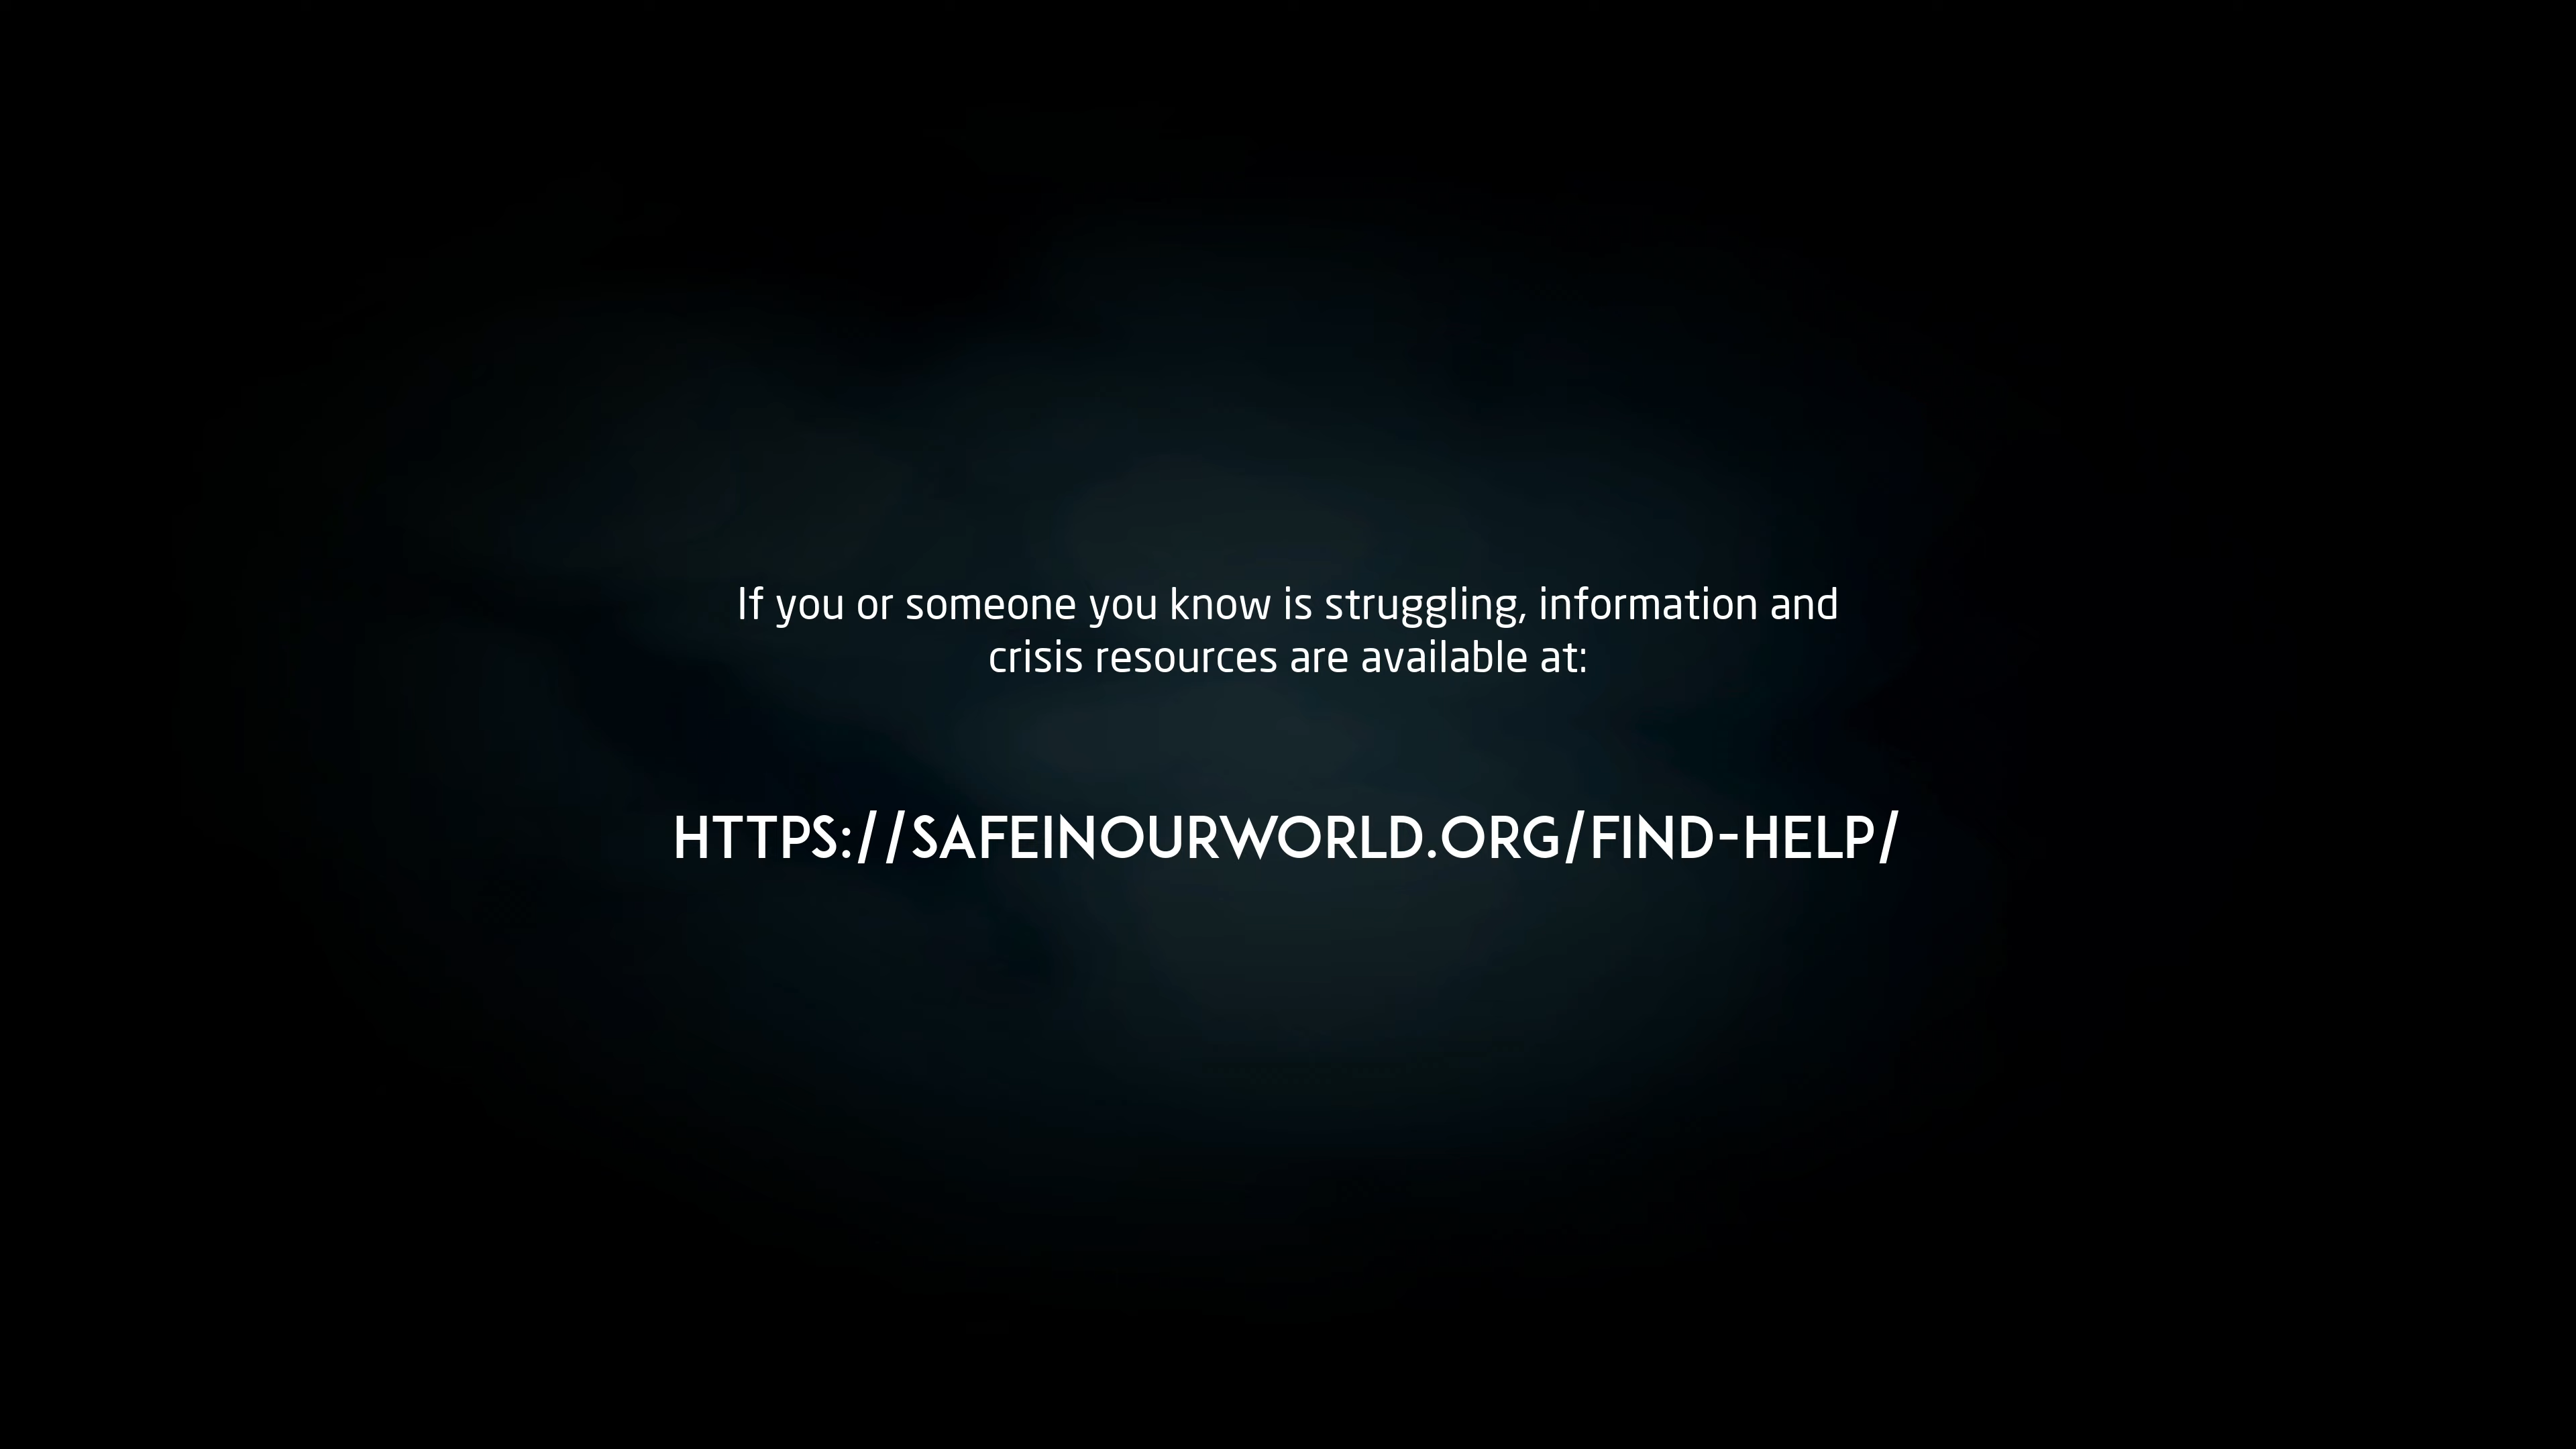 If you or someone you know is struggling, information and
crisis resources are available at:
HTTPS://SAFEINOURWORLD.ORG/FIND-HELP/